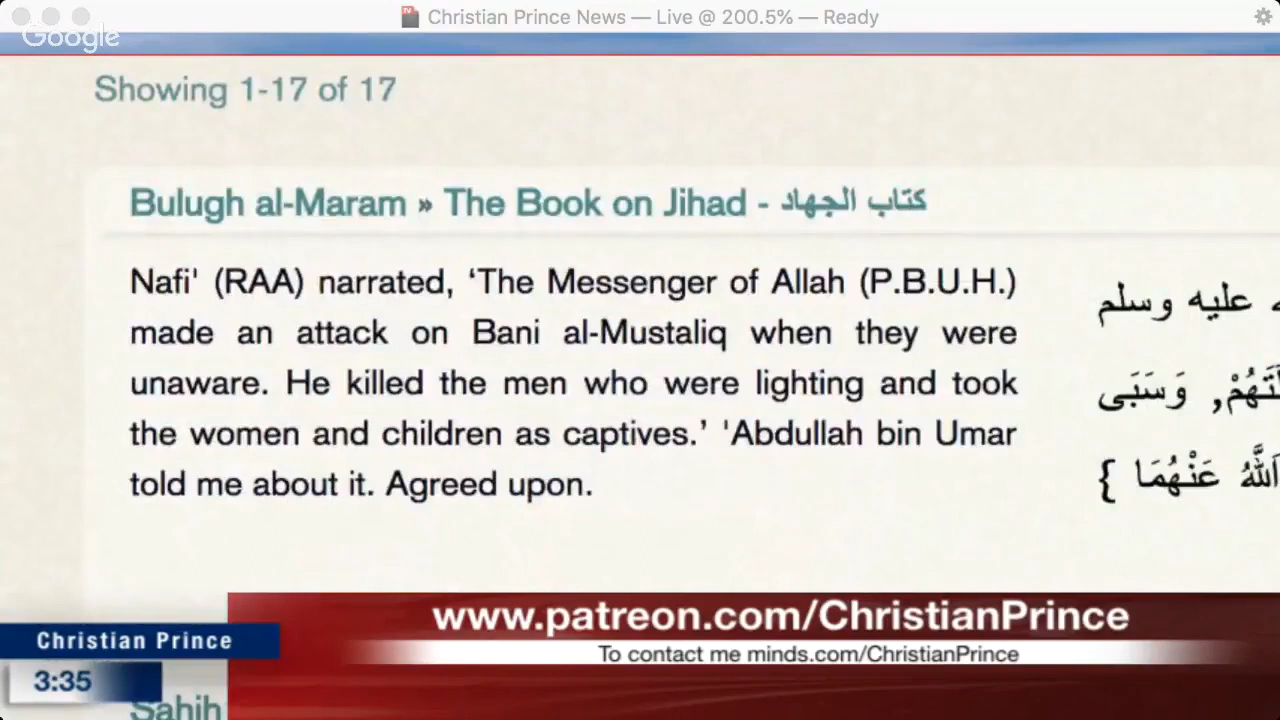 Christian Prince News — Live @ 200.5% — Ready
Google
Showing 1-17 of 17
Bulugh al-Maram » The Book on Jihad - كتاب الجهاد
Nafi' (RAA) narrated, ‘The Messenger of Allah (P.B.U.H.)
made an attack on Bani al-Mustaliq when they were
unaware. He killed the men who were lighting and took
the women and children as captives.’ 'Abdullah bin Umar
told me about it. Agreed upon.
عليه وسلم
وَسَبَى
اَللَّهُ عَنْهُمَا }
www.patreon.com/ChristianPrince
Christian Prince
To contact me minds.com/ChristianPrince
3:35
Sahih